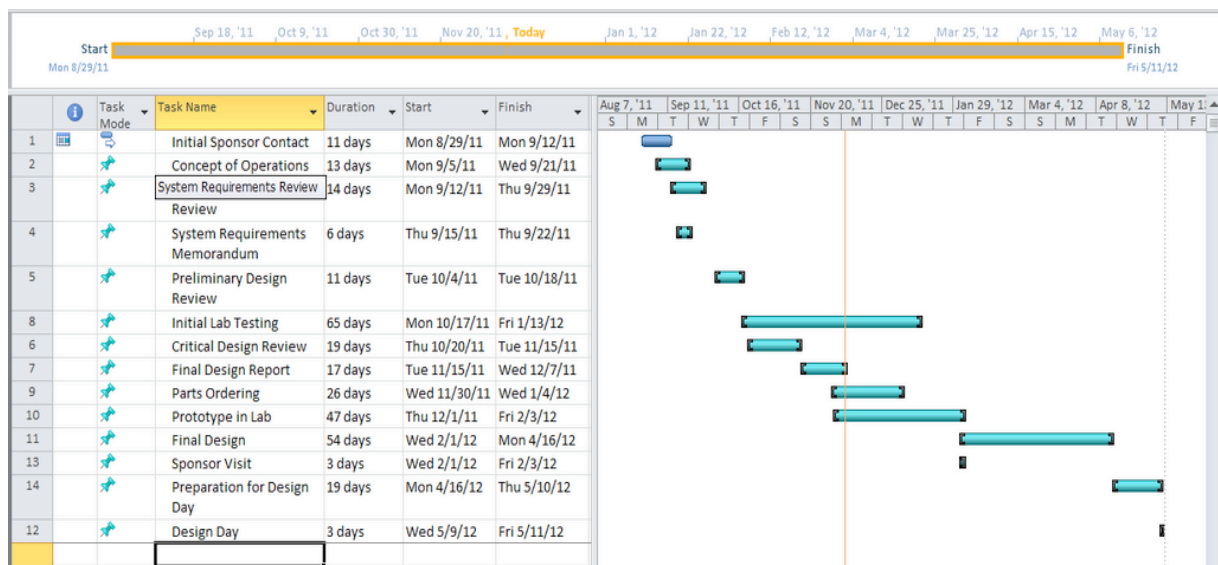 Sep 18, '11 Oct 9, '11 Oct 30, '11 Nov 20, '11 , Today Jan 1, '12 Jan 22, '12 Feb 12, '12 Mar 4, '12 Mar 25, '12 Apr 15, '12 May 6, '12
Start Finish
Mon 8/29/11 Fri 5/11/12
Task Mode Task Name Duration Start Finish Aug 7, '11 Sep 11, '11 Oct 16, '11 Nov 20, '11 Dec 25, '11 Jan 29, '12 Mar 4, '12 Apr 8, '12 May 1
S M T W T F S S M T W T F S S M T W T F
1 Initial Sponsor Contact 11 days Mon 8/29/11 Mon 9/12/11
2 Concept of Operations 13 days Mon 9/5/11 Wed 9/21/11
3 System Requirements Review 14 days Mon 9/12/11 Thu 9/29/11
Review
4 System Requirements 6 days Thu 9/15/11 Thu 9/22/11
Memorandum
5 Preliminary Design 11 days Tue 10/4/11 Tue 10/18/11
Review
8 Initial Lab Testing 65 days Mon 10/17/11 Fri 1/13/12
6 Critical Design Review 19 days Thu 10/20/11 Tue 11/15/11
7 Final Design Report 17 days Tue 11/15/11 Wed 12/7/11
9 Parts Ordering 26 days Wed 11/30/11 Wed 1/4/12
10 Prototype in Lab 47 days Thu 12/1/11 Fri 2/3/12
11 Final Design 54 days Wed 2/1/12 Mon 4/16/12
13 Sponsor Visit 3 days Wed 2/1/12 Fri 2/3/12
14 Preparation for Design 19 days Mon 4/16/12 Thu 5/10/12
Day
12 Design Day 3 days Wed 5/9/12 Fri 5/11/12